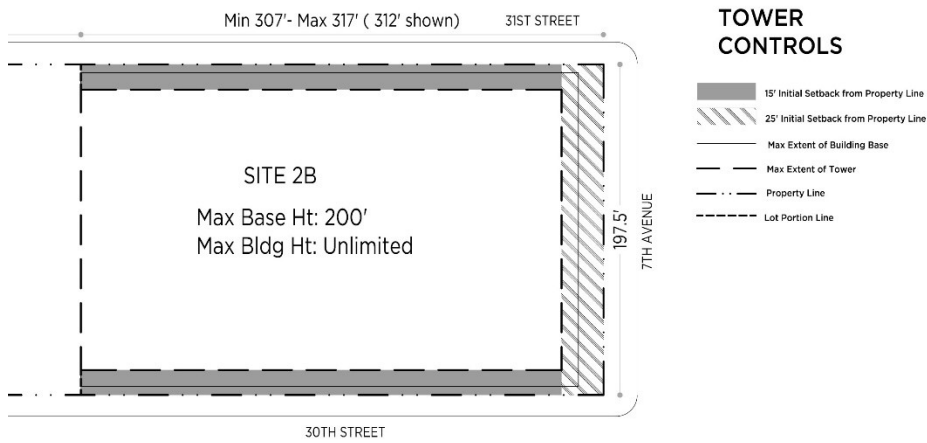 Min 307'- Max 317' ( 312' shown)
31ST STREET
SITE 2B
Max Base Ht: 200'
Max Bldg Ht: Unlimited
197.5'
7TH AVENUE
30TH STREET
TOWER
CONTROLS
15' Initial Setback from Property Line
25' Initial Setback from Property Line
Max Extent of Building Base
Max Extent of Tower
Property Line
Lot Portion Line